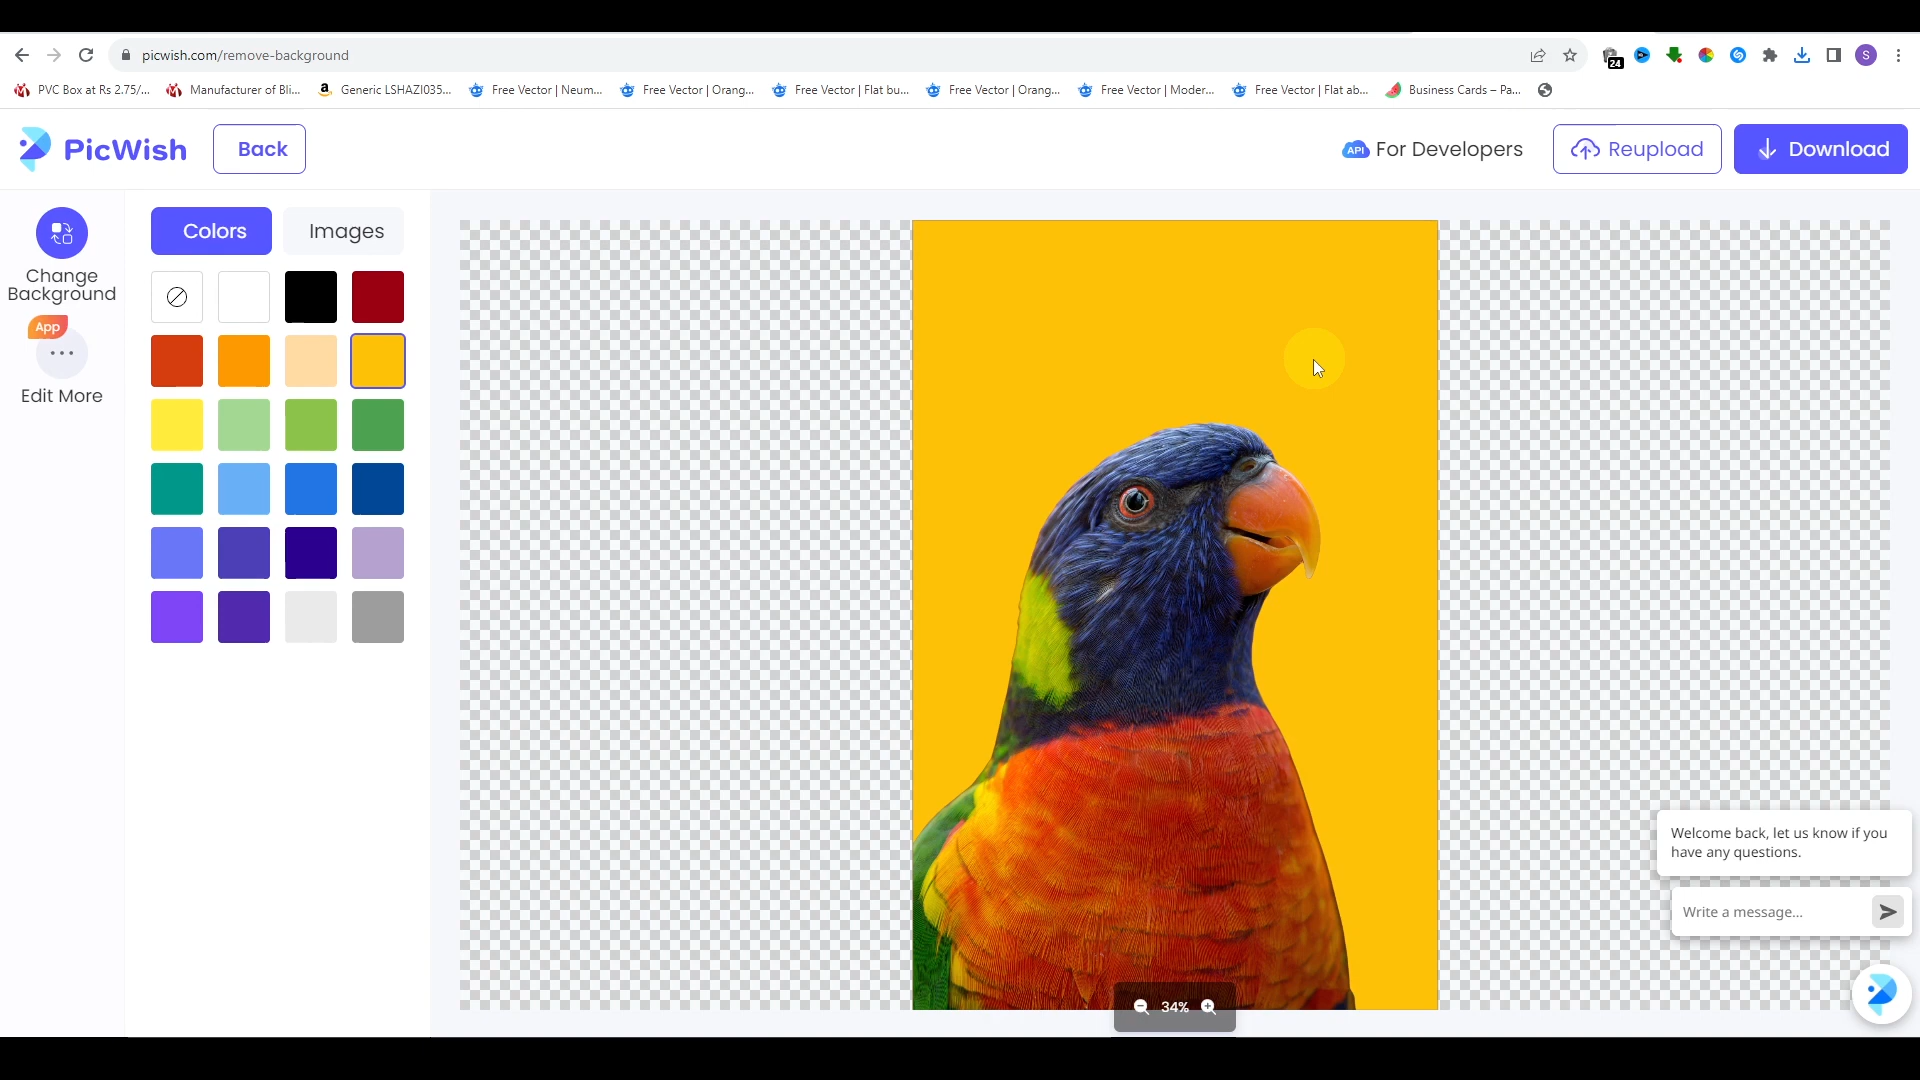 picwish.com/remove-background
24
S
PVC Box at Rs 2.75/...
Manufacturer of Bli...
Generic LSHAZI035...
Free Vector | Neum...
Free Vector | Orang...
Free Vector | Flat bu...
Free Vector | Orang...
Free Vector | Moder...
Free Vector | Flat ab...
Business Cards – Pa...
PicWish
Back
API
For Developers
Reupload
Download
Change
Background
App
Edit More
Colors
Images
34%
Welcome back, let us know if you
have any questions.
Write a message...